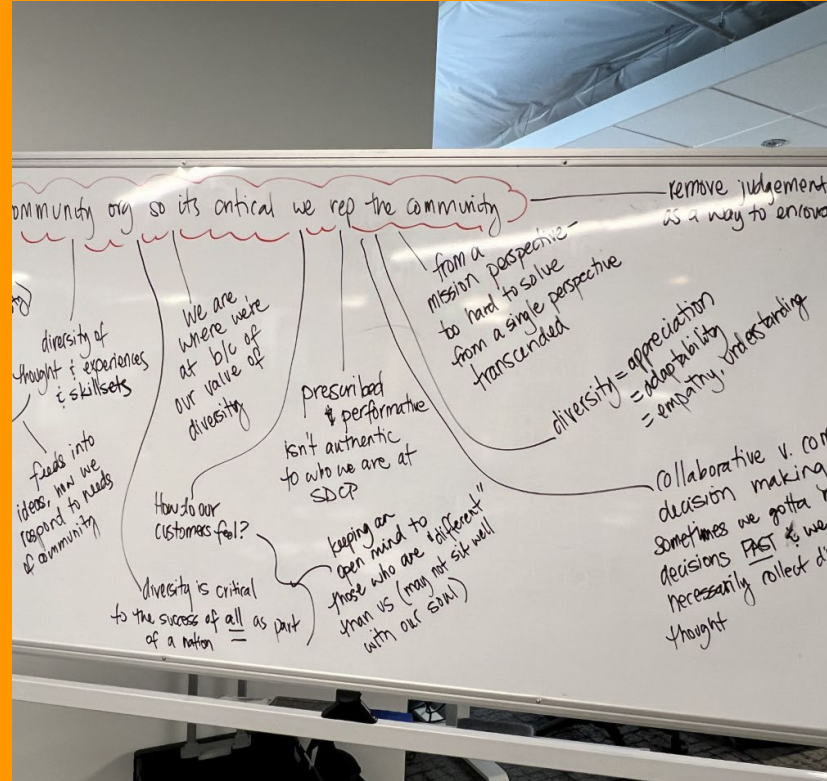 ommunity org so its critical we rep the community
remove judgement
as a way to
from a
mission perspective -
too hard to solve
from a single perspective
transcended
diversity of
thought & experiences
& skillsets
feeds into
ideas, how we
respond to needs
of community
We are
where we're
at b/c of
our value of
diversity
prescribed
& performative
isn't authentic
to who we are at
SDCP
diversity = appreciation
= adaptability
= empathy, understanding
How do our
customers feel?
diversity is critical
to the success of all as part
of a nation
keeping an
open mind to
those who are "different"
than us (may not sit well
with our soul)
collaborative v. com
decision making
sometimes we gotta
decisions FAST & we
necessarily collect di
thought